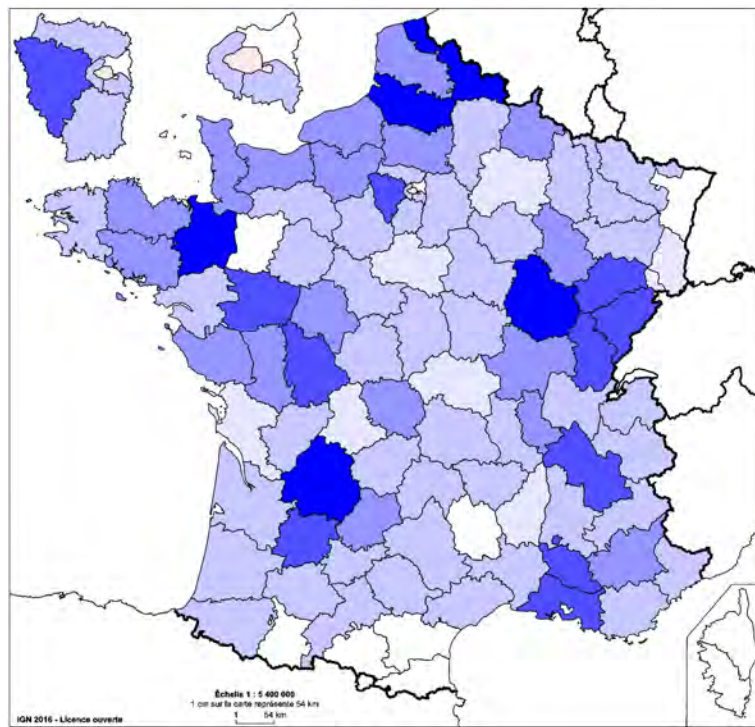 Échelle 1 : 5 400 000
1 cm sur la carte représente 54 km
1 54 km
IGN 2016 - Licence ouverte